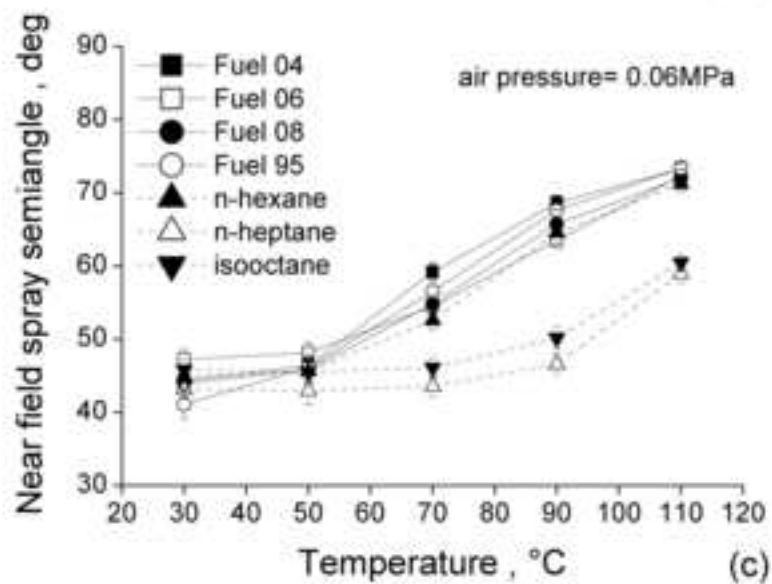 90
80
70
60
50
40
30
Near field spray semiangle , deg
Fuel 04
Fuel 06
Fuel 08
Fuel 95
n-hexane
n-heptane
isooctane
air pressure= 0.06MPa
20 30 40 50 60 70 80 90 100 110 120
Temperature , °C
(c)